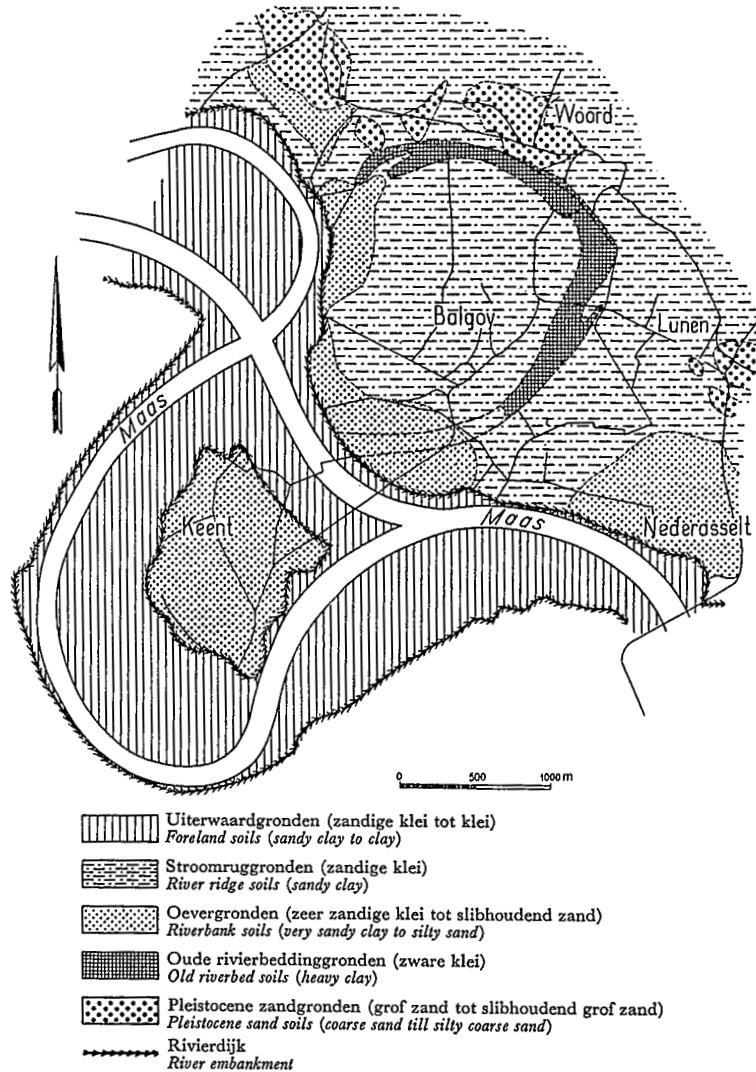 Woord
Balgoy
Lunen
Maas
Keent
Maas
Nederasselt
0 500 1000 m
Uiterwaardgronden (zandige klei tot klei)
Foreland soils (sandy clay to clay)
Stroomruggronden (zandige klei)
River ridge soils (sandy clay)
Oevergronden (zeer zandige klei tot slibhoudend zand)
Riverbank soils (very sandy clay to silty sand)
Oude rivierbeddinggronden (zware klei)
Old riverbed soils (heavy clay)
Pleistocene zandgronden (grof zand tot slibhoudend grof zand)
Pleistocene sand soils (coarse sand till silty coarse sand)
Rivierdijk
River embankment